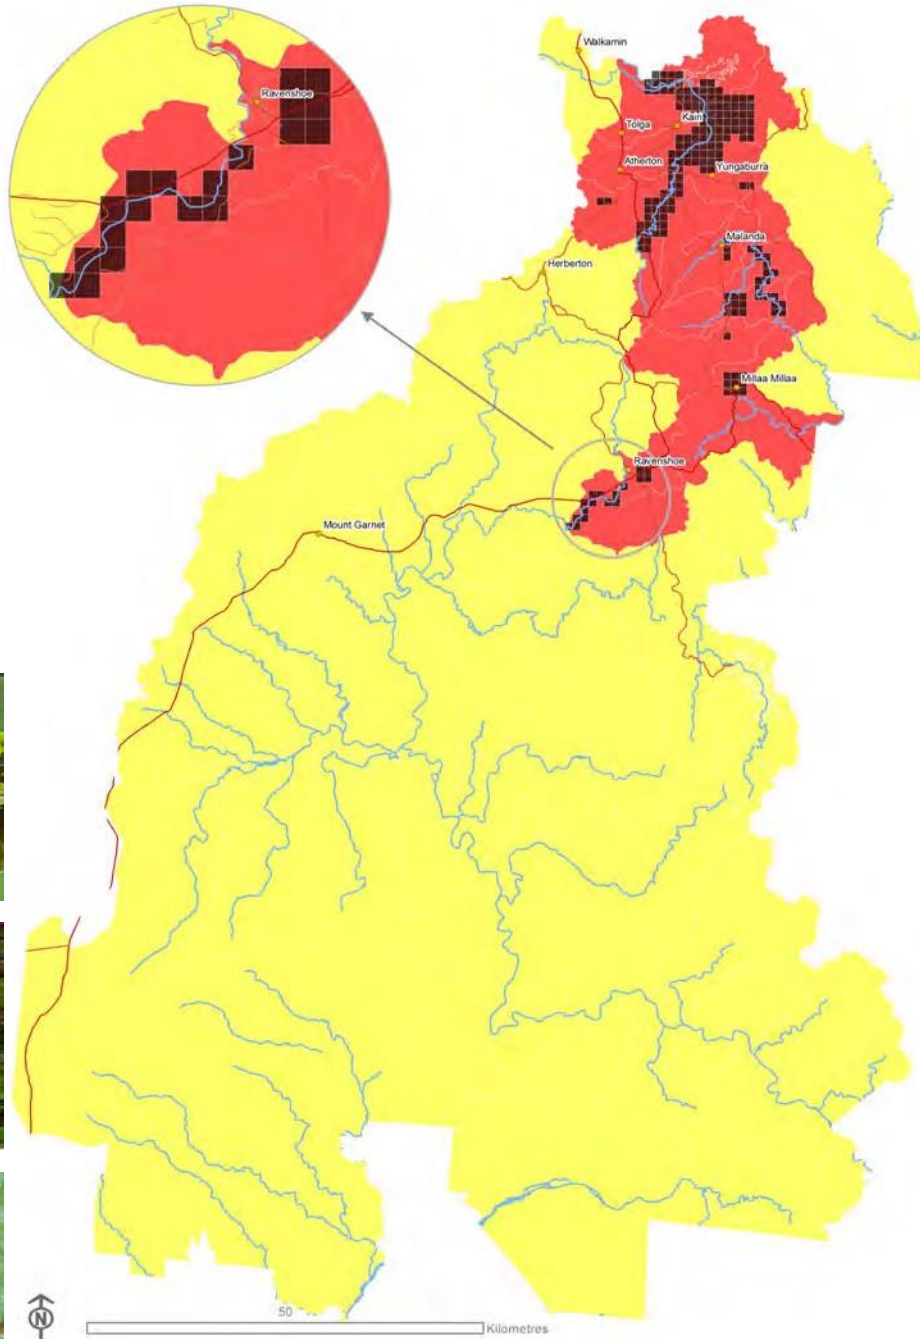 Ravenshoe
Walkamin
Tolga
Kairi
Atherton
Yungaburra
Malanda
Herberton
Millaa Millaa
Ravenshoe
Mount Garnet
N
50
Kilometres